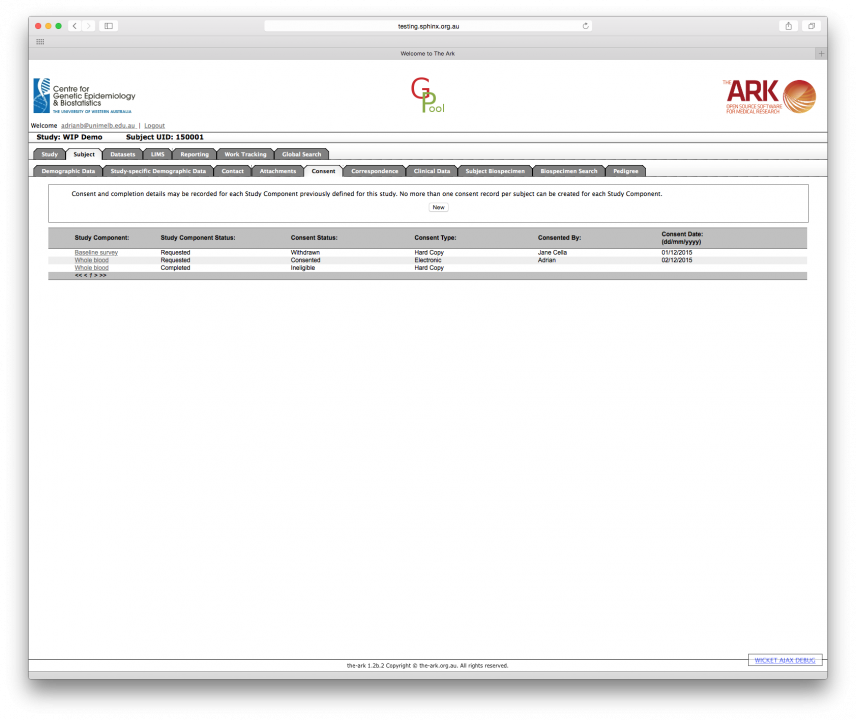 testing.sphinx.org.au
Welcome to The Ark
+
Centre for
Genetic Epidemiology
& Biostatistics
THE UNIVERSITY OF WESTERN AUSTRALIA
G Pool
THE ARK
OPEN SOURCE SOFTWARE
FOR MEDICAL RESEARCH
Welcome adrianb@unimelb.edu.au | Logout
Study: WIP Demo Subject UID: 150001
Study Subject Datasets LIMS Reporting Work Tracking Global Search
Demographic Data Study-specific Demographic Data Contact Attachments Consent Correspondence Clinical Data Subject Biospecimen Biospecimen Search Pedigree
Consent and completion details may be recorded for each Study Component previously defined for this study. No more than one consent record per subject can be created for each Study Component.
New
Study Component: Study Component Status: Consent Status: Consent Type: Consented By: Consent Date:
(dd/mm/yyyy)
Baseline survey Requested Withdrawn Hard Copy Jane Cella 01/12/2015
Whole blood Requested Consented Electronic Adrian 02/12/2015
Whole blood Completed Ineligible Hard Copy
<< < 1 > >>
the-ark 1.2b.2 Copyright © the-ark.org.au. All rights reserved.
WICKET AJAX DEBUG